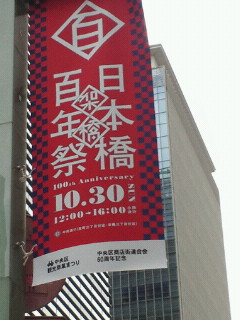 百
日本橋
架橋
百年祭
100th Anniversary
10.30 SUN
12:00→16:00
中央区
観光商業まつり
中央区商店街連合会
60周年記念